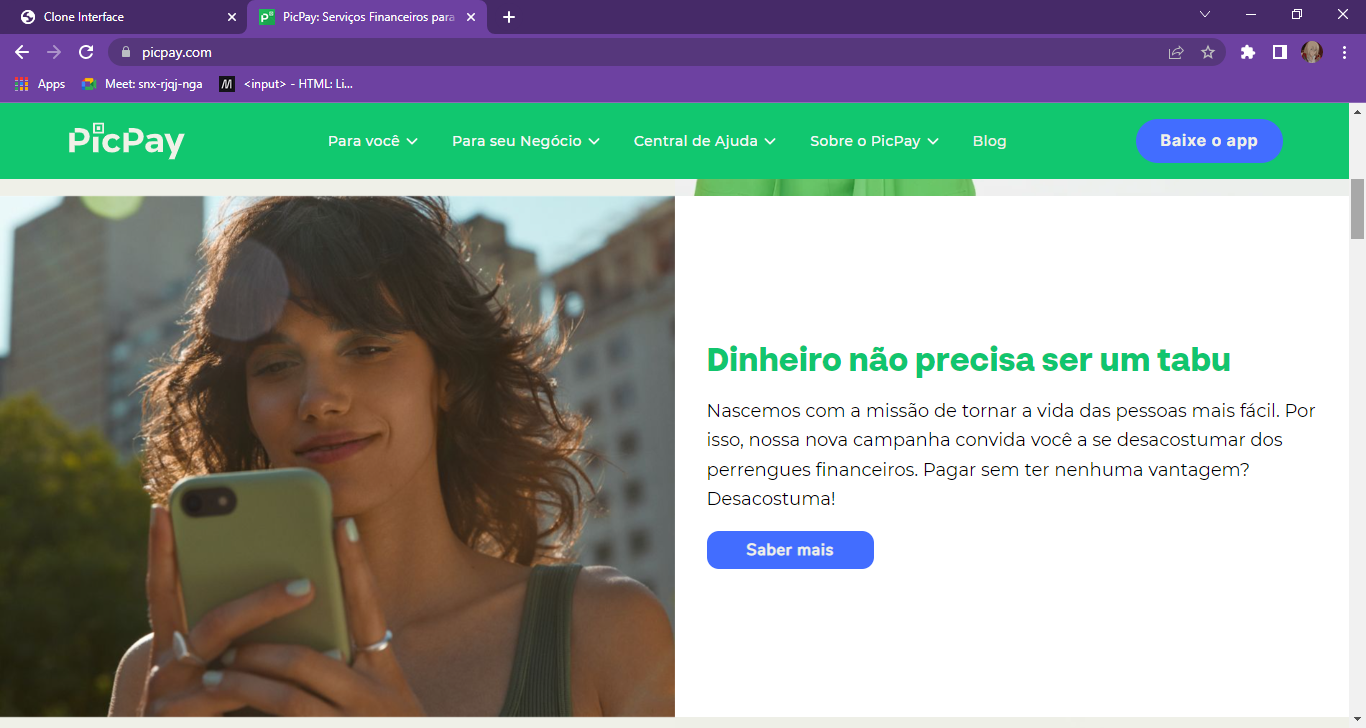 Clone Interface
PicPay: Serviços Financeiros para
picpay.com
Apps
Meet: snx-rjqj-nga
<input> - HTML: Li...
PicPay
Para você
Para seu Negócio
Central de Ajuda
Sobre o PicPay
Blog
Baixe o app
Dinheiro não precisa ser um tabu
Nascemos com a missão de tornar a vida das pessoas mais fácil. Por
isso, nossa nova campanha convida você a se desacostumar dos
perrengues financeiros. Pagar sem ter nenhuma vantagem?
Desacostuma!
Saber mais